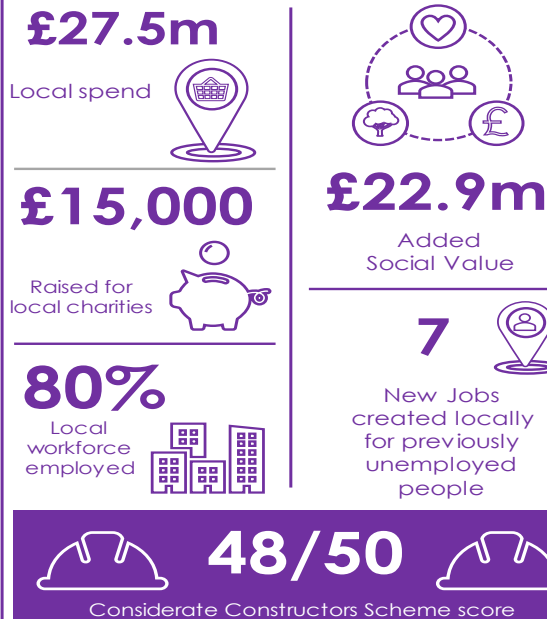 £27.5m
Local spend
£15,000
Raised for
local charities
80%
Local
workforce
employed
£
£22.9m
Added
Social Value
7
New Jobs
created locally
for previously
unemployed
people
48/50
Considerate Constructors Scheme score